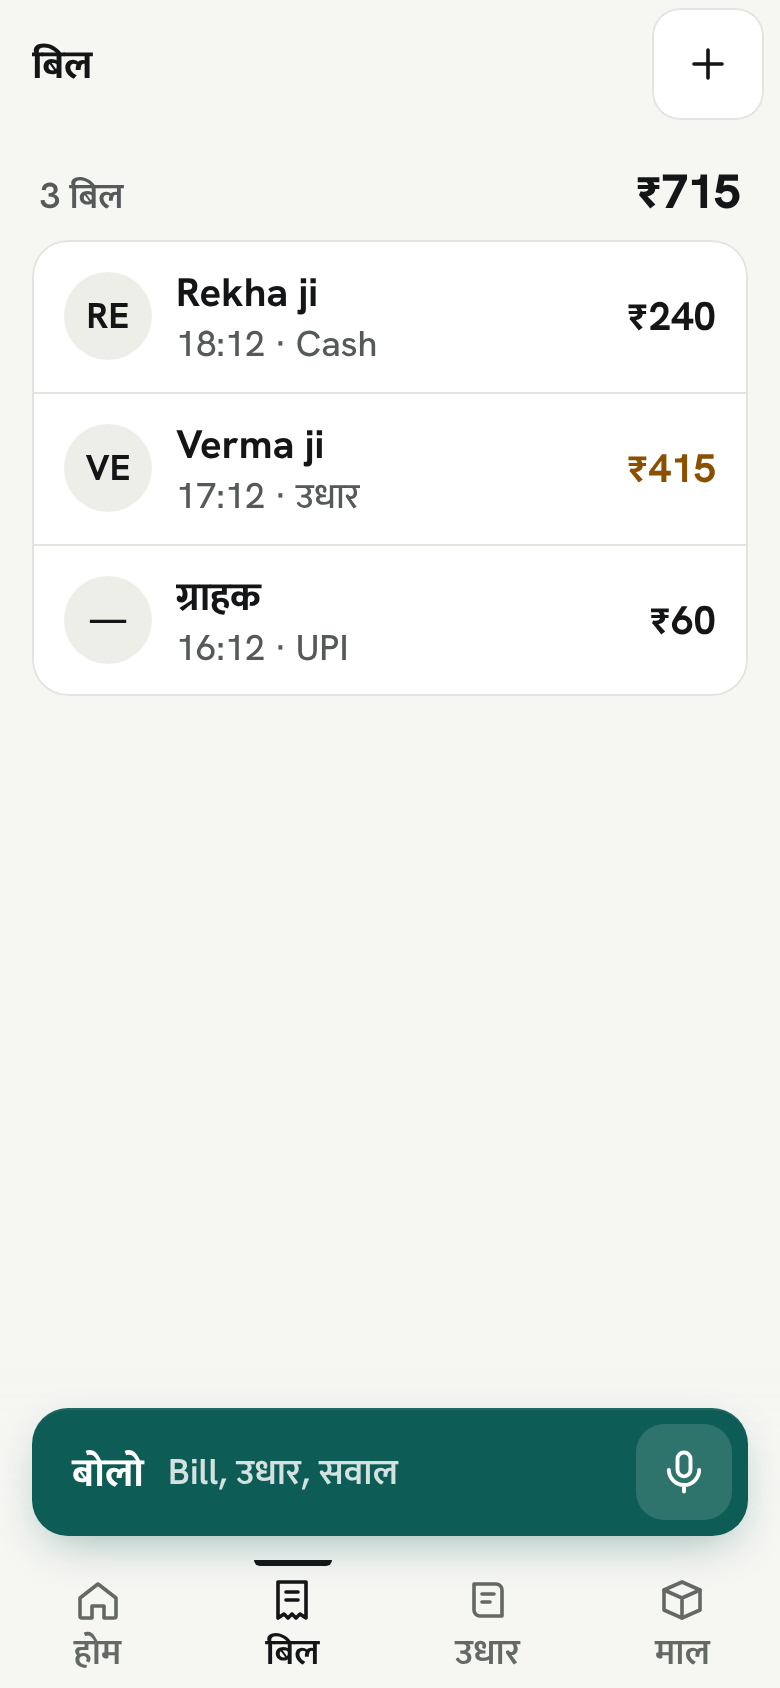 बिल
3 बिल ₹715
RE Rekha ji ₹240
18:12 · Cash
VE Verma ji ₹415
17:12 · उधार
— ग्राहक ₹60
16:12 · UPI
बोलो Bill, उधार, सवाल
होम बिल उधार माल